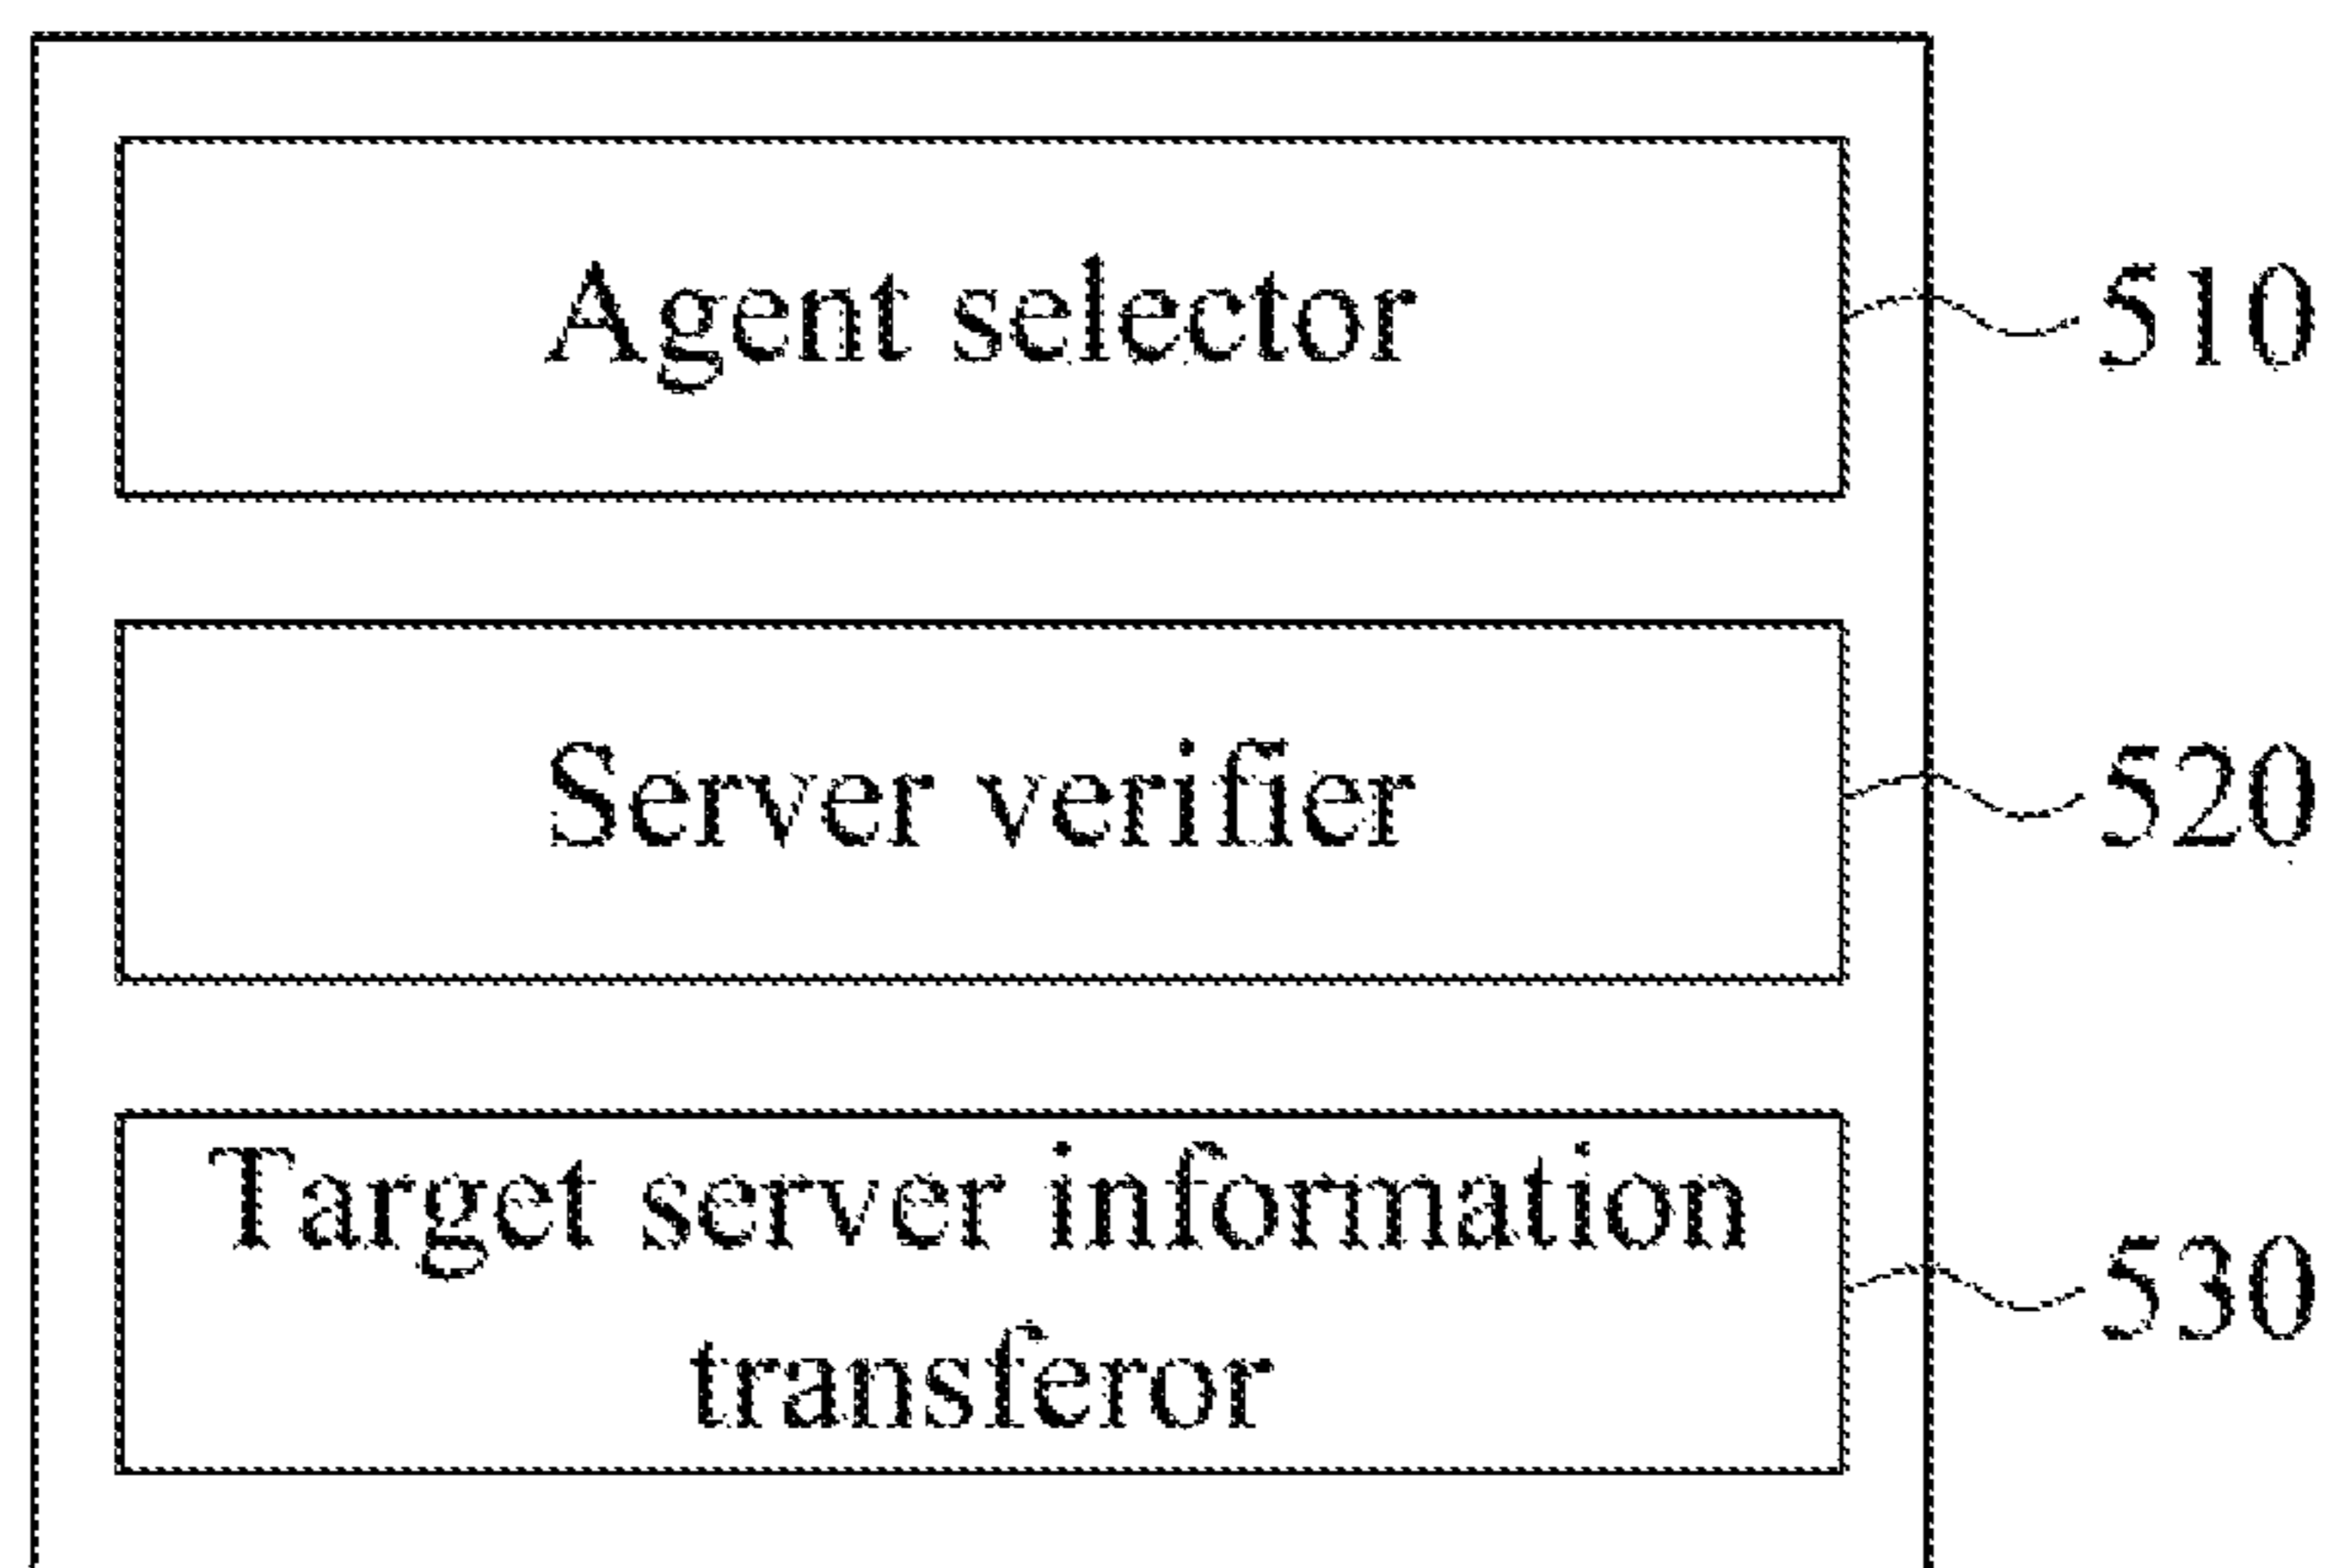 Agent selector
510
Server verifier
520
Target server information
transferor
530